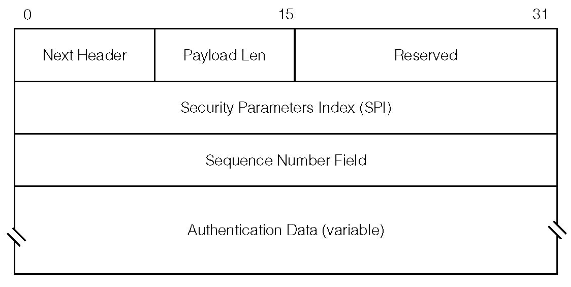 0 15 31
Next Header Payload Len Reserved
Security Parameters Index (SPI)
Sequence Number Field
Authentication Data (variable)